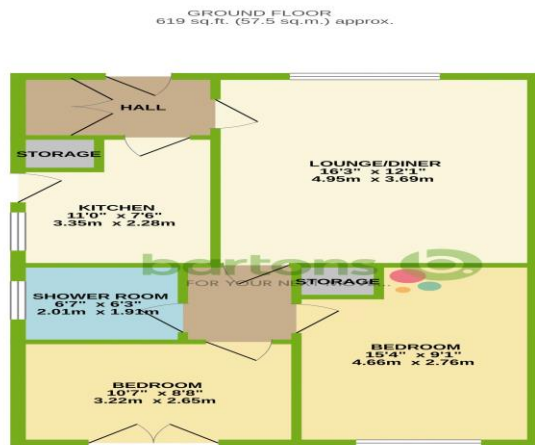 GROUND FLOOR
619 sq.ft. (57.5 sq.m.) approx.
HALL
STORAGE
LOUNGE/DINER
16'3" x 12'1"
4.95m x 3.69m
KITCHEN
11'0" x 7'6"
3.35m x 2.28m
bartons
FOR YOUR
STORAGE
SHOWER ROOM
6'7" x 6'3"
2.01m x 1.91m
BEDROOM
15'4" x 9'1"
4.66m x 2.76m
BEDROOM
10'7" x 8'8"
3.22m x 2.65m